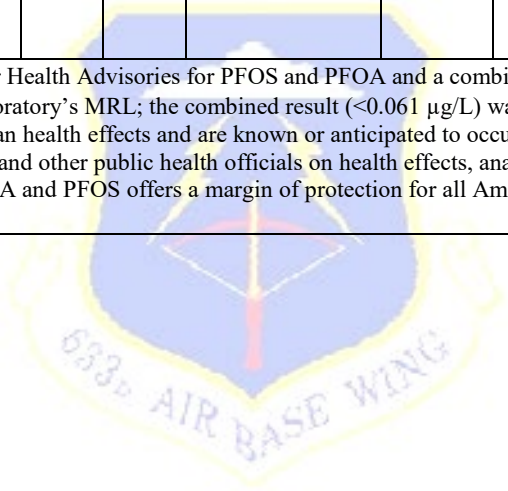 r Health Advisories for PFOS and PFOA and a combi
oratory’s MRL; the combined result (<0.061 µg/L) wa
an health effects and are known or anticipated to occu
and other public health officials on health effects, ana
A and PFOS offers a margin of protection for all Am
633D AIR BASE WING